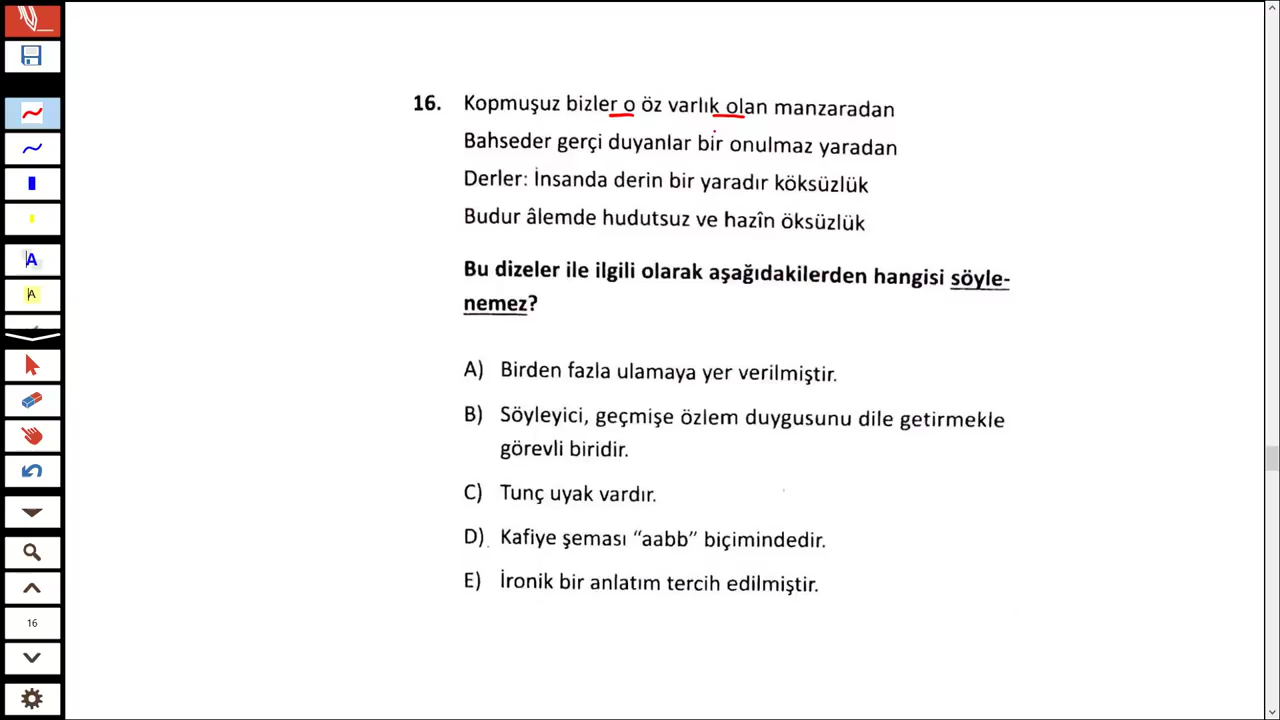 16. Kopmuşuz bizler o öz varlık olan manzaradan
Bahseder gerçi duyanlar bir onulmaz yaradan
Derler: İnsanda derin bir yaradır köksüzlük
Budur âlemde hudutsuz ve hazîn öksüzlük
Bu dizeler ile ilgili olarak aşağıdakilerden hangisi söyle-
nemez?
A) Birden fazla ulamaya yer verilmiştir.
B) Söyleyici, geçmişe özlem duygusunu dile getirmekle
görevli biridir.
C) Tunç uyak vardır.
D) Kafiye şeması “aabb” biçimindedir.
E) İronik bir anlatım tercih edilmiştir.
A
A
16